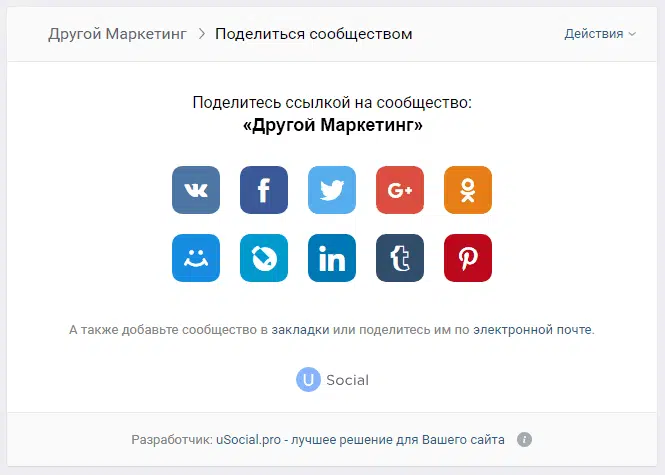 Другой Маркетинг > Поделиться сообществом Действия
Поделитесь ссылкой на сообщество:
«Другой Маркетинг»
f G+
in t
А также добавьте сообщество в закладки или поделитесь им по электронной почте.
U Social
Разработчик: uSocial.pro - лучшее решение для Вашего сайта i